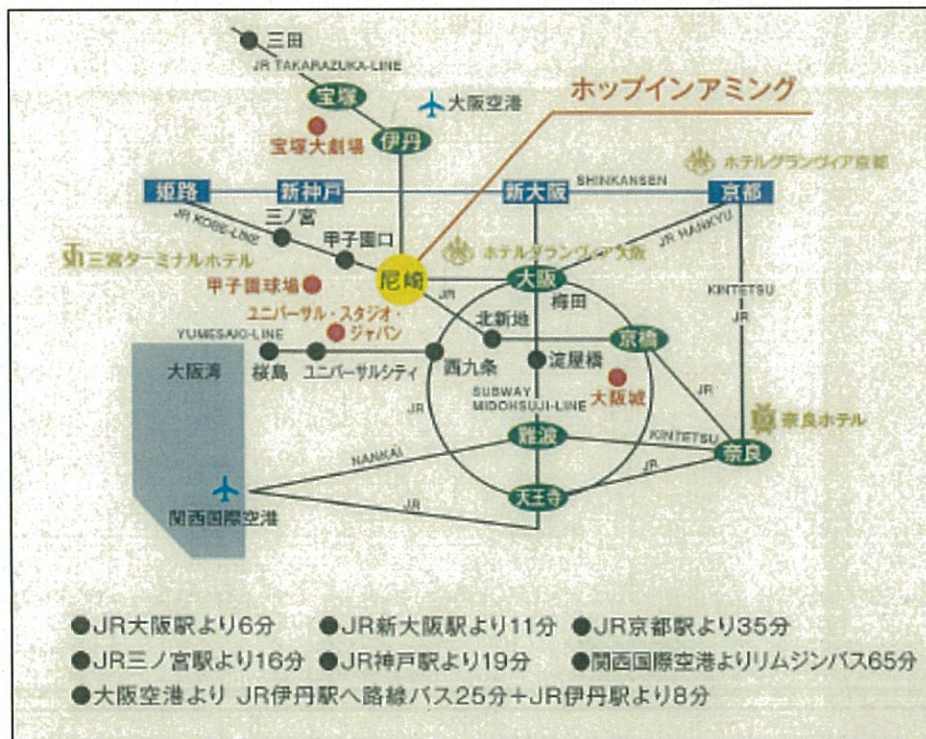 三田
JR TAKARAZUKA-LINE
宝塚
大阪空港
ホップインアミング
宝塚大劇場
伊丹
ホテルグランヴィア京都
姫路
新神戸
新大阪
SHINKANSEN
京都
JR KOBE-LINE
三ノ宮
甲子園口
JR HANKYU
三宮ターミナルホテル
ホテルグランヴィア大阪
尼崎
JR
大阪
梅田
甲子園球場
KINTETSU
JR
ユニバーサル・スタジオ・
ジャパン
北新地
京橋
YUMESAKI-LINE
大阪湾
桜島
ユニバーサルシティ
西九条
淀屋橋
大阪城
SUBWAY
MIDOHSUJI-LINE
JR
JR
奈良ホテル
難波
KINTETSU
奈良
NANKAI
JR
JR
天王寺
関西国際空港
●JR大阪駅より6分 ●JR新大阪駅より11分 ●JR京都駅より35分
●JR三ノ宮駅より16分 ●JR神戸駅より19分 ●関西国際空港よりリムジンバス65分
●大阪空港より JR伊丹駅へ路線バス25分+JR伊丹駅より8分